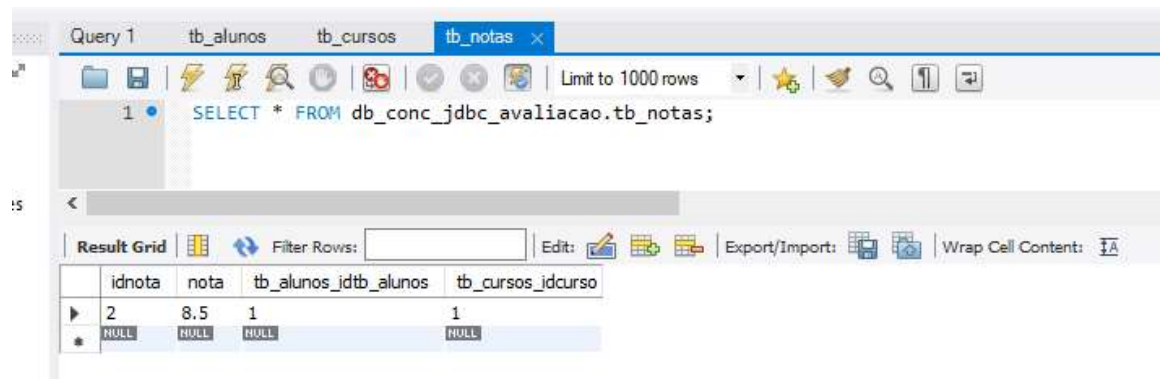 Query 1 tb_alunos tb_cursos tb_notas
Limit to 1000 rows
1 SELECT * FROM db_conc_jdbc_avaliacao.tb_notas;
es
Result Grid Filter Rows: Edit: Export/Import: Wrap Cell Content:
idnota nota tb_alunos_idtb_alunos tb_cursos_idcurso
2 8.5 1 1
NULL NULL NULL NULL